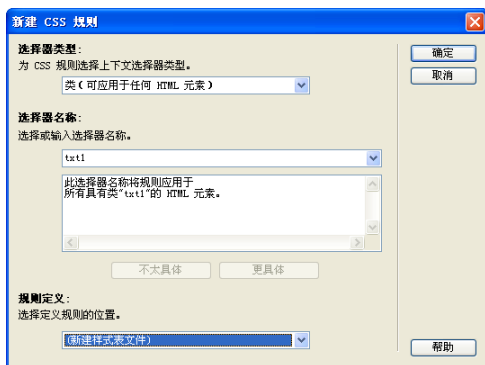 新建 CSS 规则
选择器类型:
确定
为 CSS 规则选择上下文选择器类型。
取消
类(可应用于任何 HTML 元素)
选择器名称:
选择或输入选择器名称。
txt1
此选择器名称将规则应用于
所有具有类"txt1"的 HTML 元素。
不太具体 更具体
规则定义:
选择定义规则的位置。
(新建样式表文件)
帮助